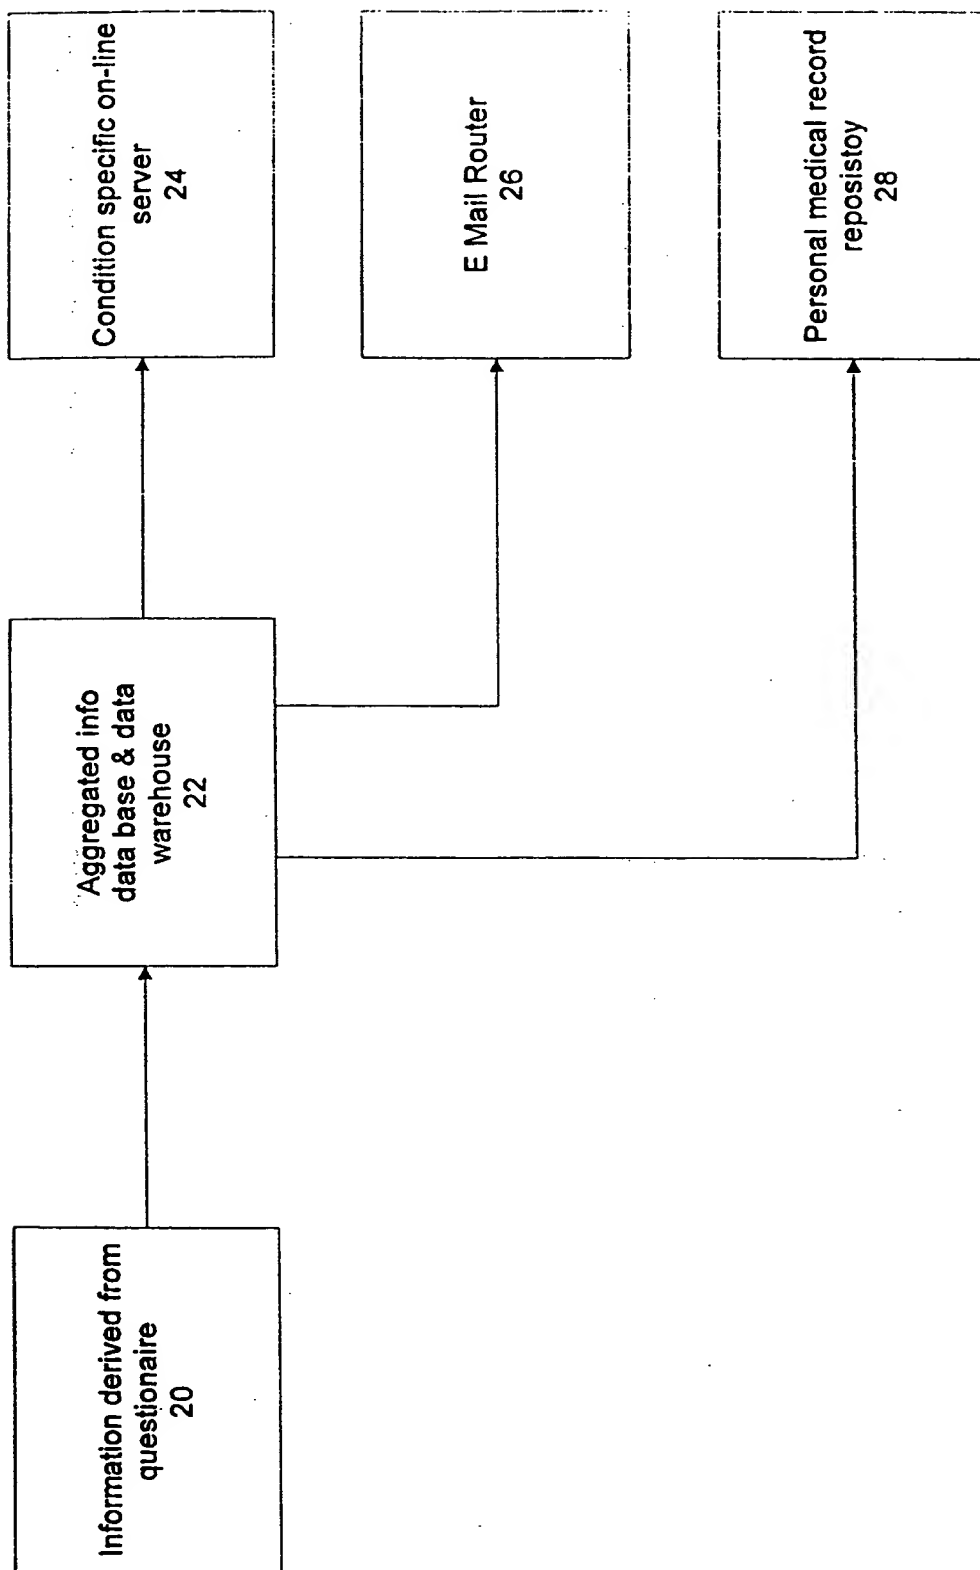 Information derived from
questionaire
20
Aggregated info
data base & data
warehouse
22
Condition specific on-line
server
24
E Mail Router
26
Personal medical record
reposistoy
28